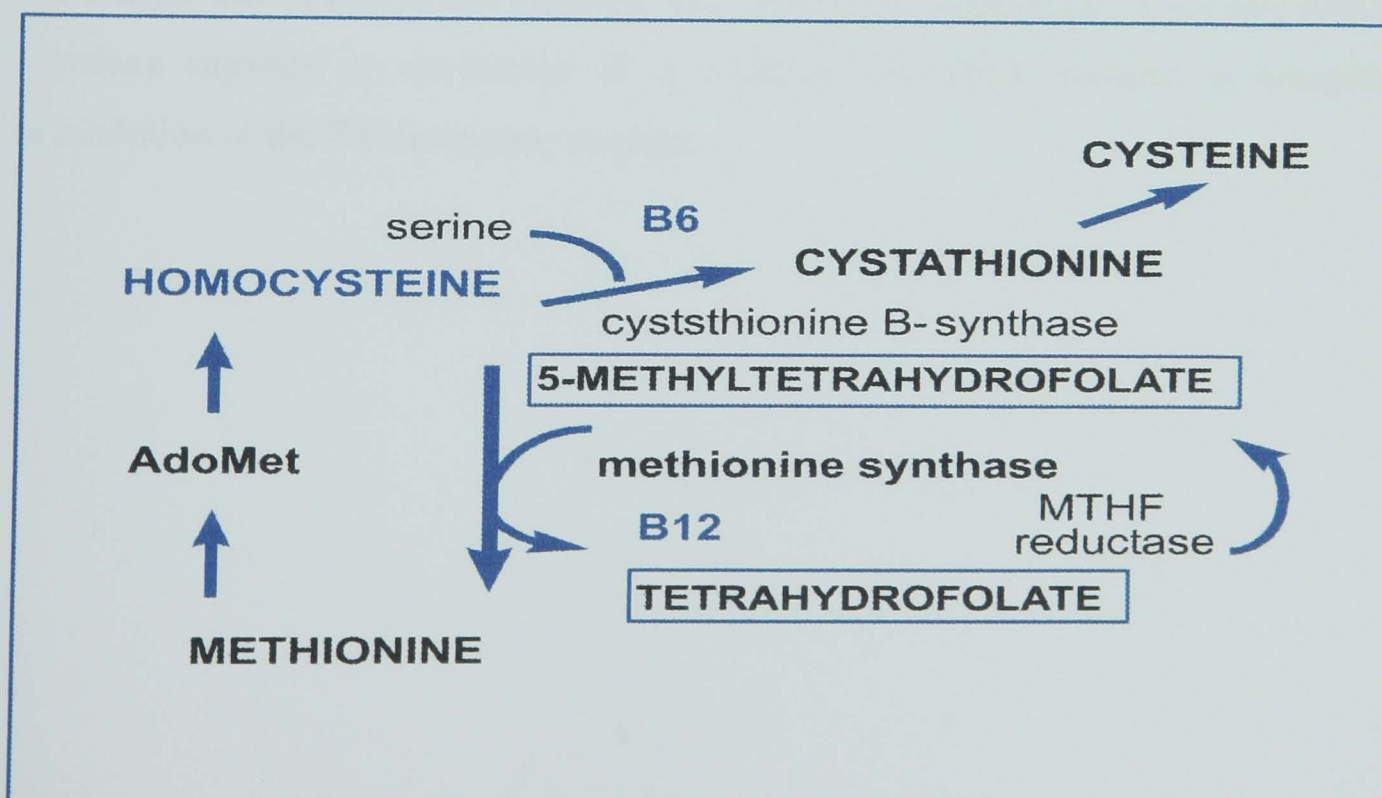 CYSTEINE
serine
B6
HOMOCYSTEINE
CYSTATHIONINE
cyststhionine B-synthase
5-METHYLTETRAHYDROFOLATE
AdoMet
methionine synthase
MTHF
B12
reductase
TETRAHYDROFOLATE
METHIONINE